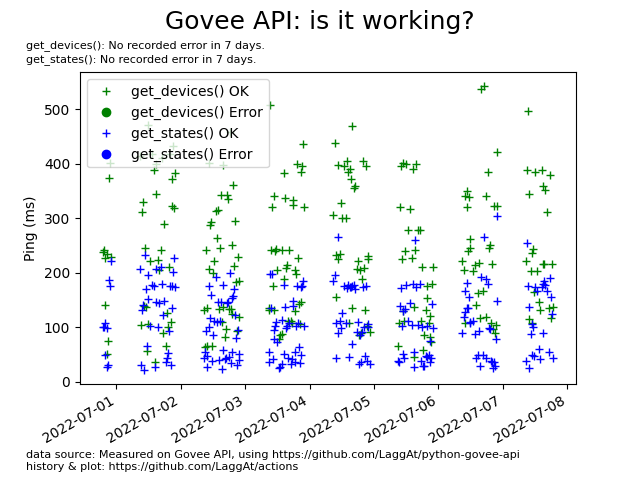 Govee API: is it working?
get_devices(): No recorded error in 7 days.
get_states(): No recorded error in 7 days.
get_devices() OK
get_devices() Error
get_states() OK
get_states() Error
Ping (ms)
500
400
300
200
100
0
2022-07-01
2022-07-02
2022-07-03
2022-07-04
2022-07-05
2022-07-06
2022-07-07
2022-07-08
data source: Measured on Govee API, using https://github.com/LaggAt/python-govee-api
history & plot: https://github.com/LaggAt/actions